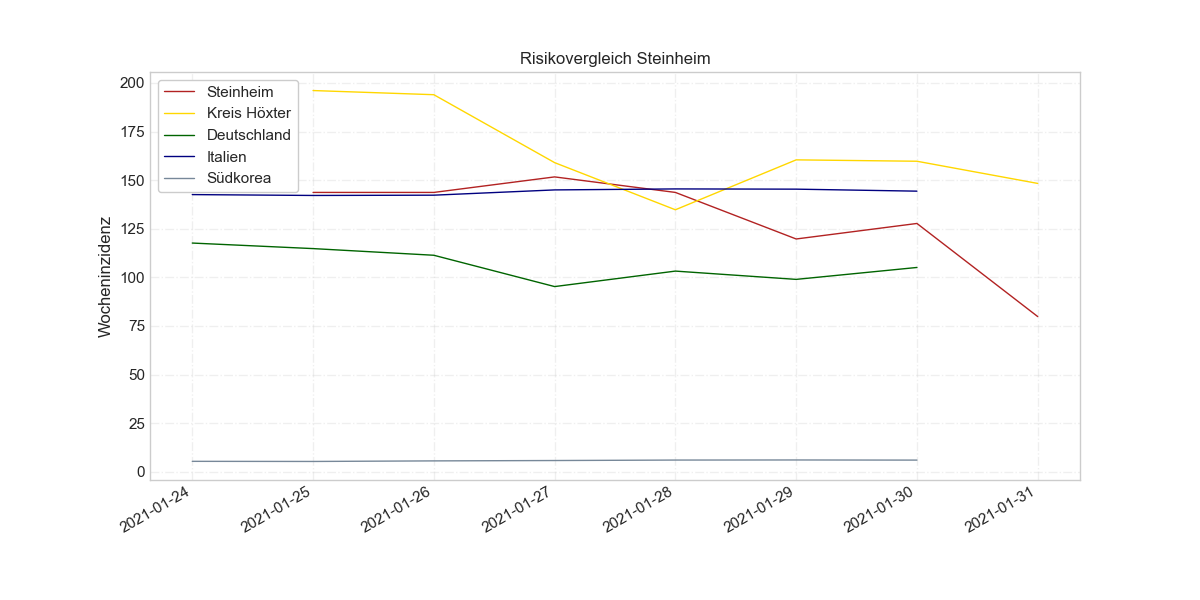 Risikovergleich Steinheim
Wocheninzidenz
200
175
150
125
100
75
50
25
0
Steinheim
Kreis Höxter
Deutschland
Italien
Südkorea
2021-01-24
2021-01-25
2021-01-26
2021-01-27
2021-01-28
2021-01-29
2021-01-30
2021-01-31